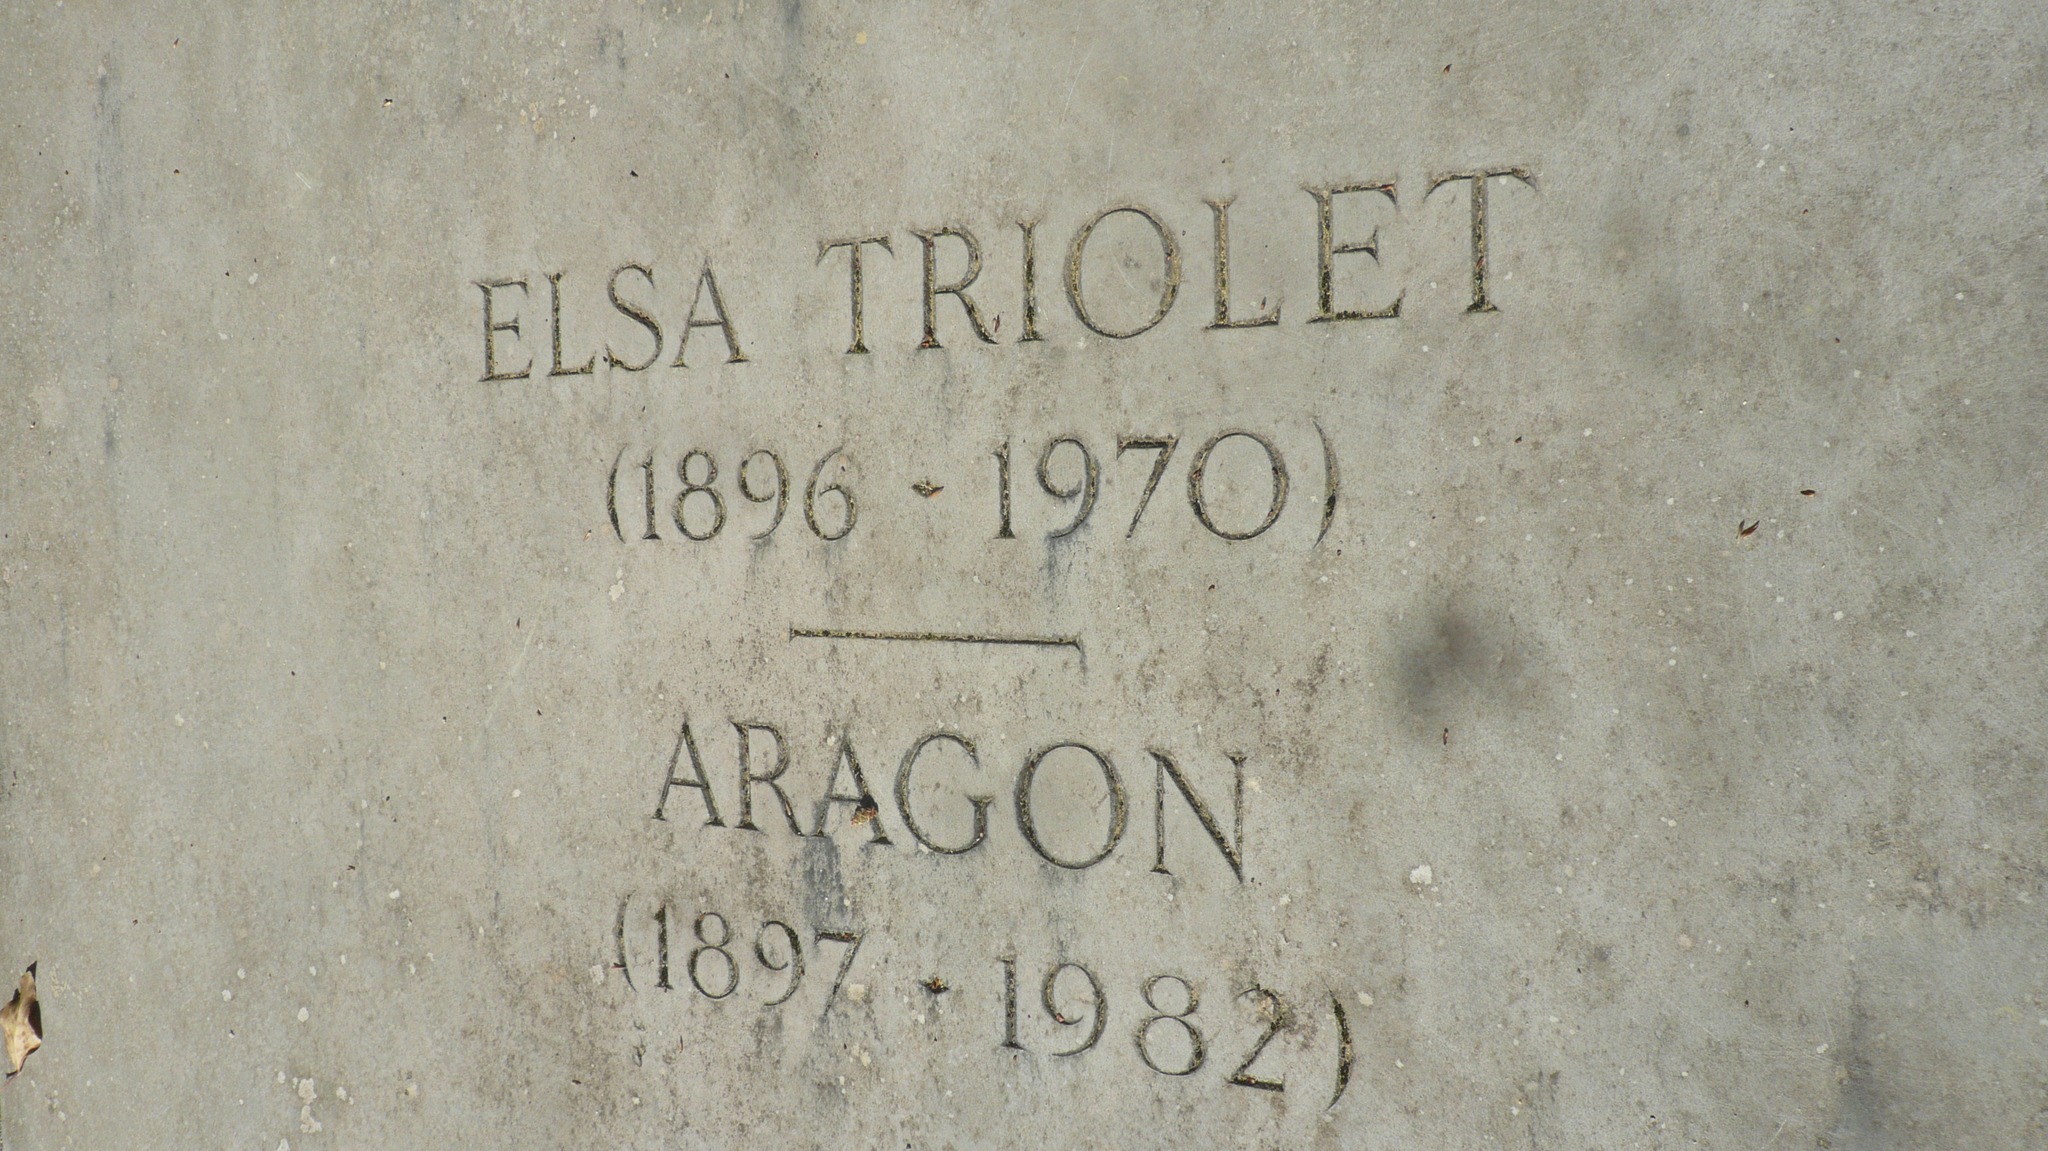 ELSA TRIOLET
(1896 · 1970)
ARAGON
(1897 · 1982)